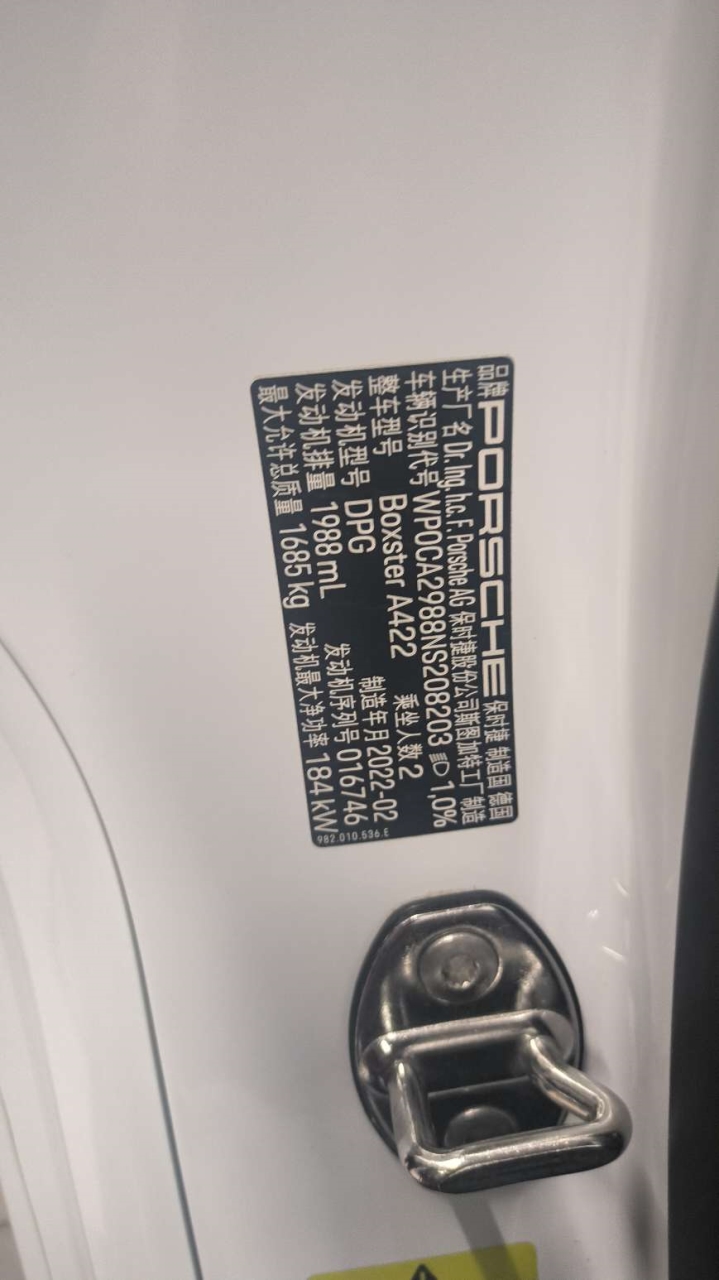 品牌 PORSCHE 保时捷 制造国 德国
生产厂名 Dr. Ing. h.c. F. Porsche AG 保时捷股份公司斯图加特工厂制造
车辆识别代号 WP0CA2988NS208203 1,0%
整车型号 Boxster A422 乘坐人数 2
发动机型号 DPG 制造年月 2022-02
发动机排量 1988 mL 发动机序列号 016746
最大允许总质量 1685 kg 发动机最大净功率 184 kW
982.010.536.E